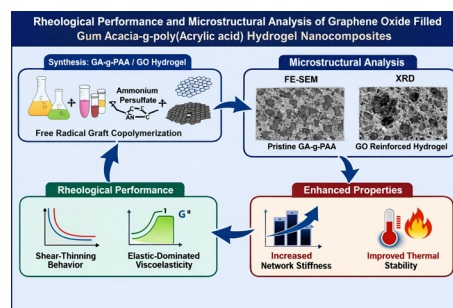 Rheological Performance and Microstructural Analysis of Graphene Oxide Filled
Gum Acacia-g-poly(Acrylic acid) Hydrogel Nanocomposites
Synthesis: GA-g-PAA / GO Hydrogel
Ammonium
Persulfate
Free Radical Graft Copolymerization
Microstructural Analysis
FE-SEM
XRD
Pristine GA-g-PAA
GO Reinforced Hydrogel
Rheological Performance
G"
Shear-Thinning
Behavior
Elastic-Dominated
Viscoelasticity
Enhanced Properties
Increased
Network Stiffness
Improved Thermal
Stability